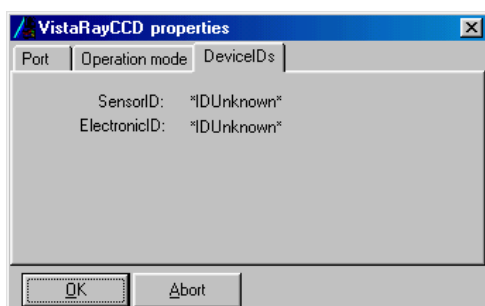 VistaRayCCD properties
Port Operation mode DeviceIDs
SensorID: *IDUnknown*
ElectronicID: *IDUnknown*
OK Abort